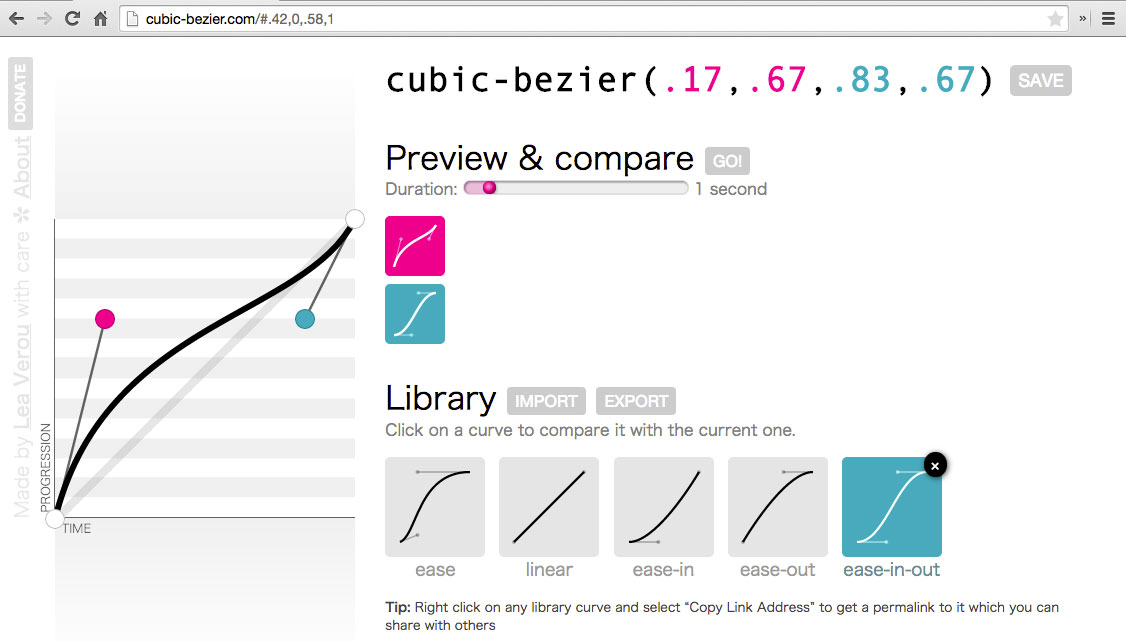 cubic-bezier.com/#.42,0,.58,1
»
DONATE
Made by Lea Verou with care * About
cubic-bezier(.17,.67,.83,.67)
SAVE
Preview & compare
GO!
Duration:
1 second
PROGRESSION
TIME
Library
IMPORT
EXPORT
Click on a curve to compare it with the current one.
×
ease
linear
ease-in
ease-out
ease-in-out
Tip: Right click on any library curve and select “Copy Link Address” to get a permalink to it which you can
share with others